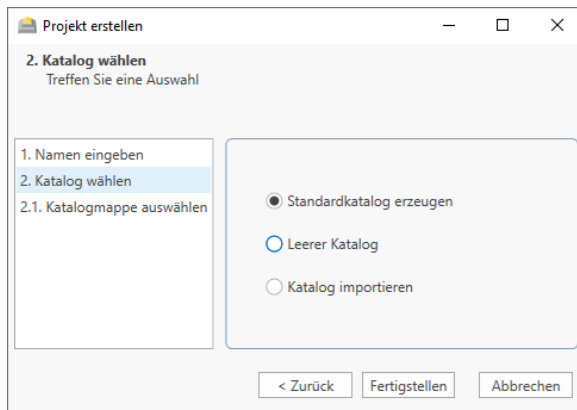 Projekt erstellen
2. Katalog wählen
Treffen Sie eine Auswahl
1. Namen eingeben
2. Katalog wählen
2.1. Katalogmappe auswählen
Standardkatalog erzeugen
Leerer Katalog
Katalog importieren
< Zurück
Fertigstellen
Abbrechen